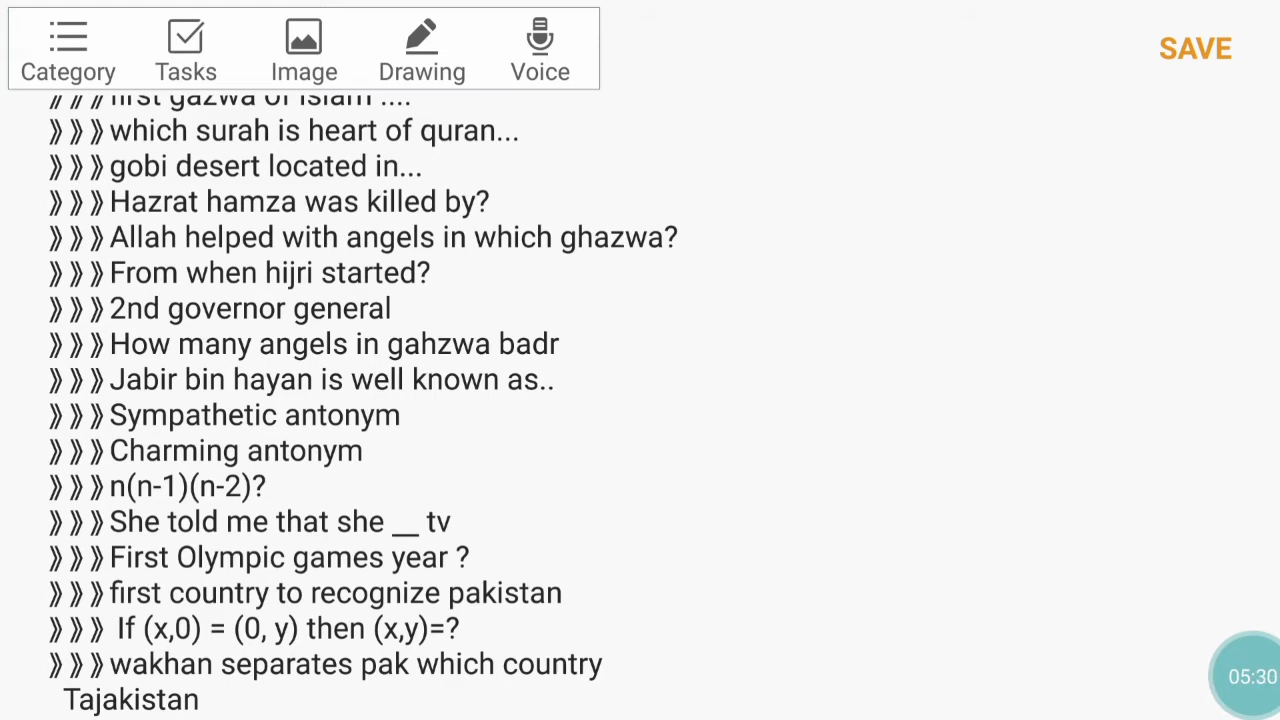 Category Tasks Image Drawing Voice
SAVE
》》》first gazwa of islam ....
》》》which surah is heart of quran...
》》》gobi desert located in...
》》》Hazrat hamza was killed by?
》》》Allah helped with angels in which ghazwa?
》》》From when hijri started?
》》》2nd governor general
》》》How many angels in gahzwa badr
》》》Jabir bin hayan is well known as..
》》》Sympathetic antonym
》》》Charming antonym
》》》n(n-1)(n-2)?
》》》She told me that she __ tv
》》》First Olympic games year ?
》》》first country to recognize pakistan
》》》 If (x,0) = (0, y) then (x,y)=?
》》》wakhan separates pak which country
Tajakistan
05:30